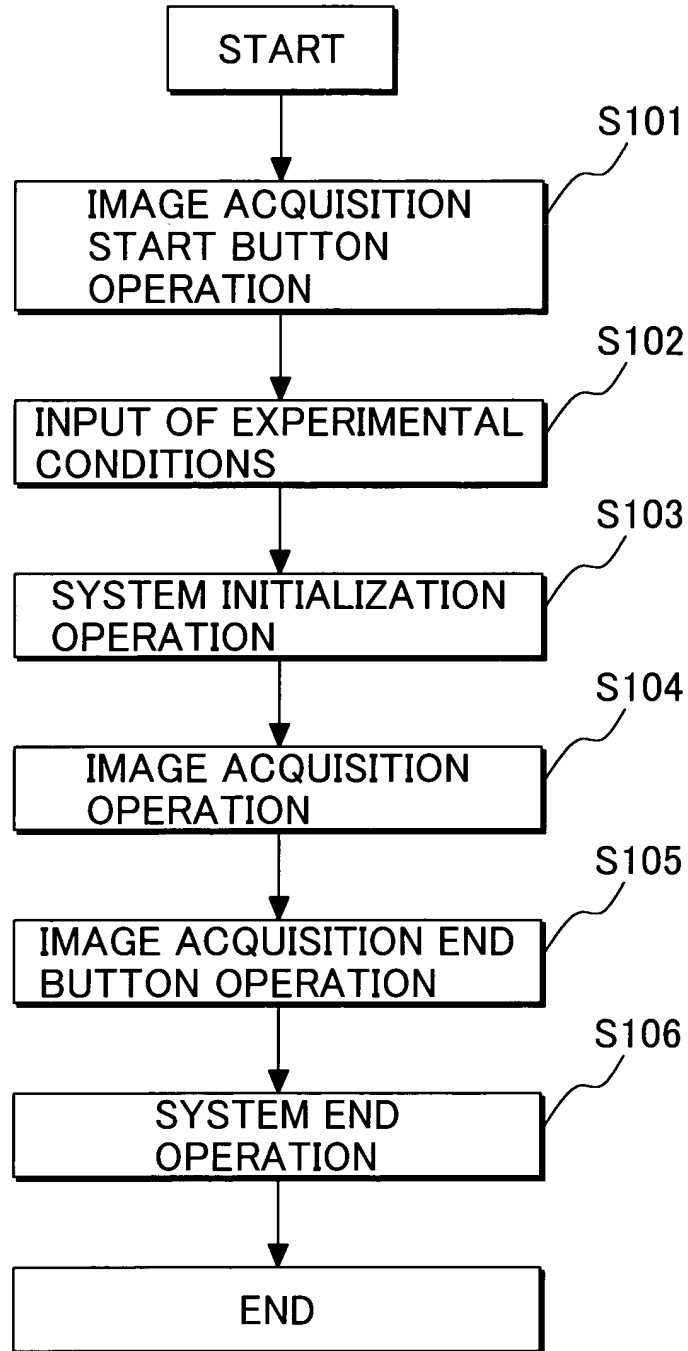 START
S101
IMAGE ACQUISITION
START BUTTON
OPERATION
S102
INPUT OF EXPERIMENTAL
CONDITIONS
S103
SYSTEM INITIALIZATION
OPERATION
S104
IMAGE ACQUISITION
OPERATION
S105
IMAGE ACQUISITION END
BUTTON OPERATION
S106
SYSTEM END
OPERATION
END